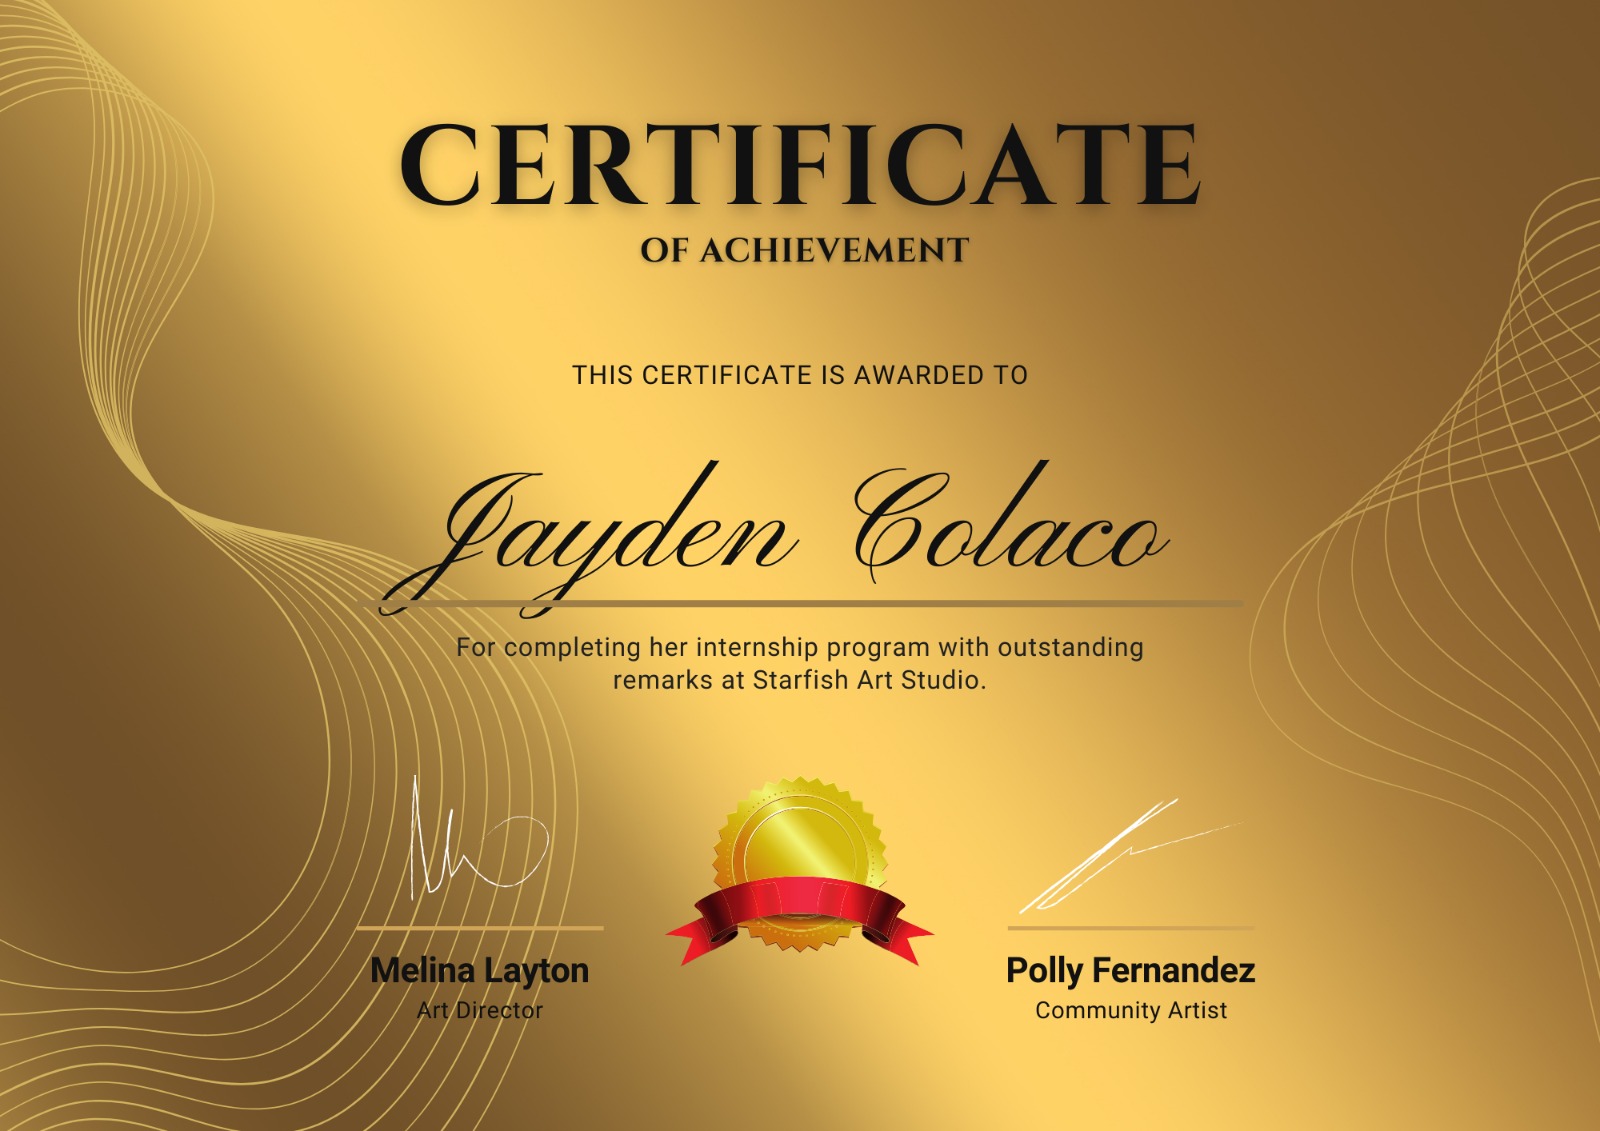 CERTIFICATE
OF ACHIEVEMENT
THIS CERTIFICATE IS AWARDED TO
Jayden Colaco
For completing her internship program with outstanding
remarks at Starfish Art Studio.
Melina Layton
Art Director
Polly Fernandez
Community Artist